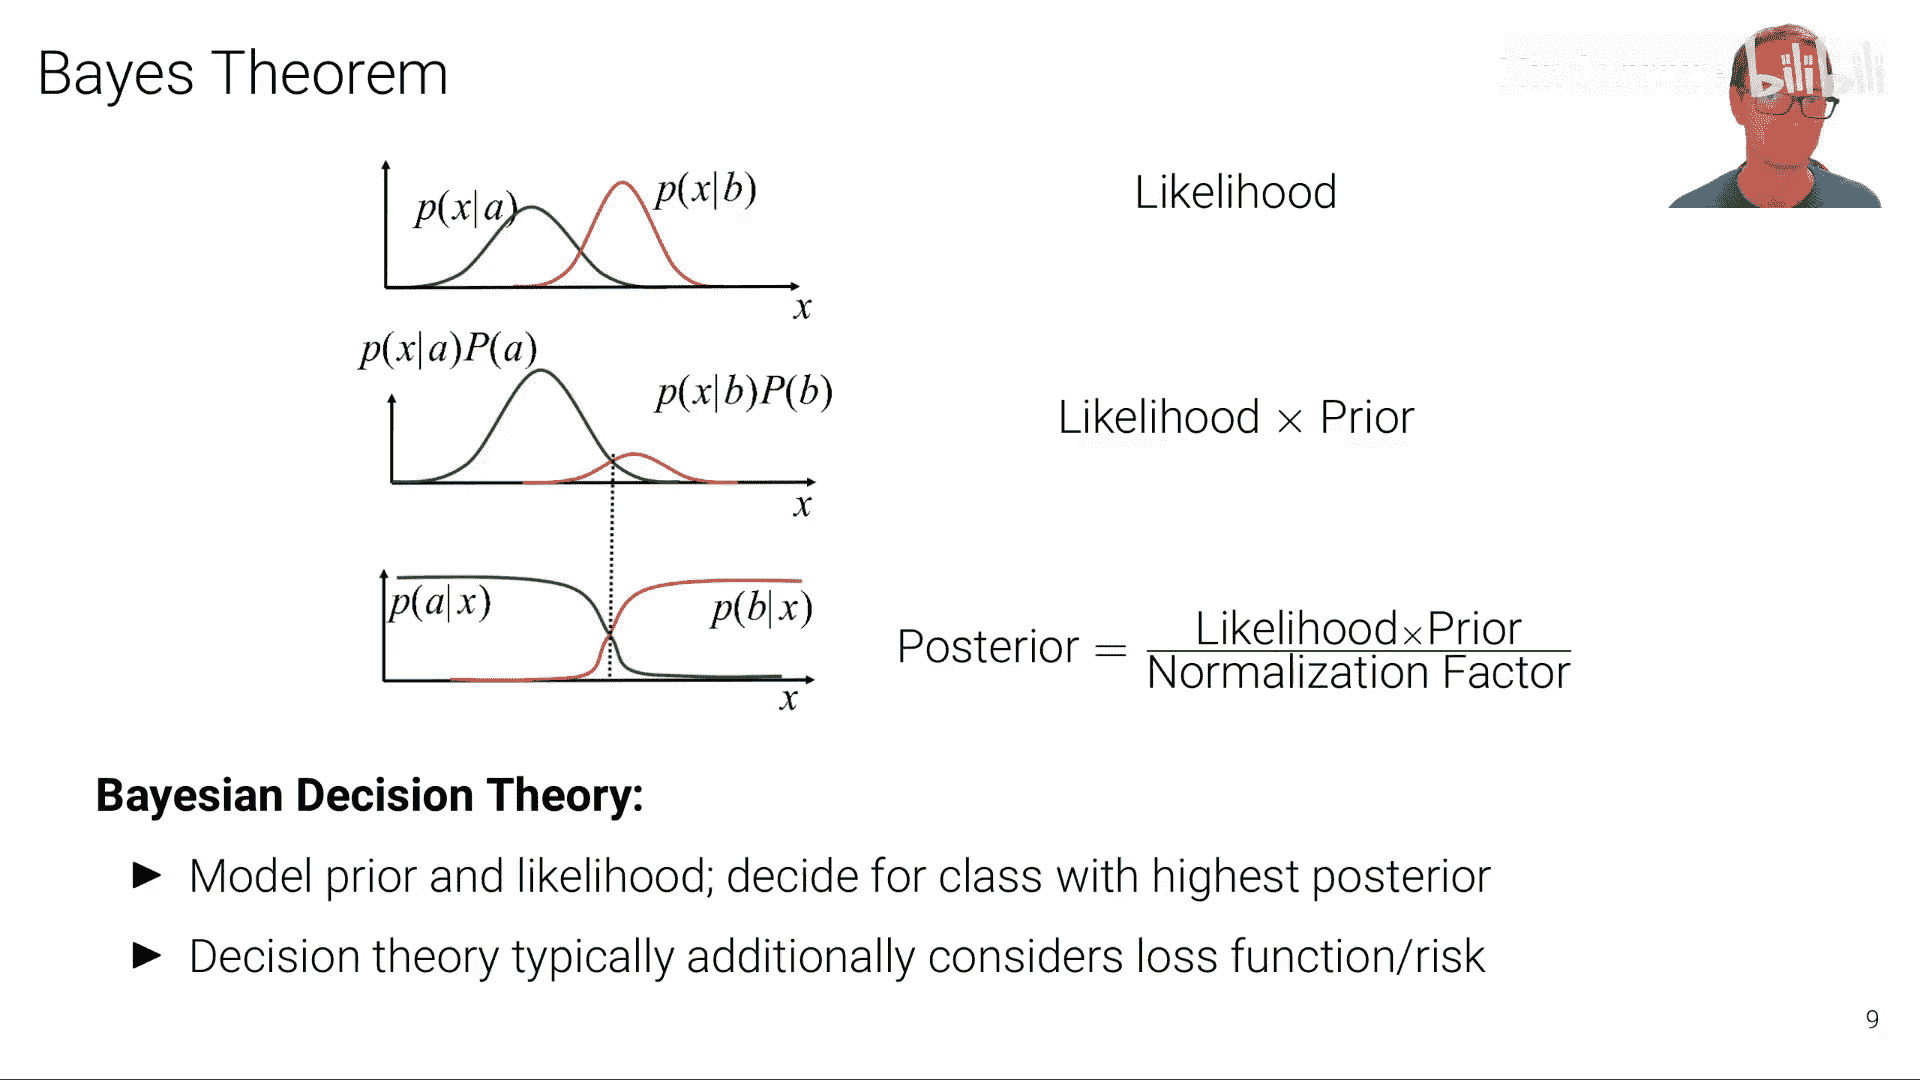 Bayes Theorem
bilibili
p(x|a)
p(x|b)
Likelihood
x
p(x|a)P(a)
p(x|b)P(b)
Likelihood × Prior
x
p(a|x)
p(b|x)
Posterior = Likelihood×Prior
Normalization Factor
x
Bayesian Decision Theory:
► Model prior and likelihood; decide for class with highest posterior
► Decision theory typically additionally considers loss function/risk
9